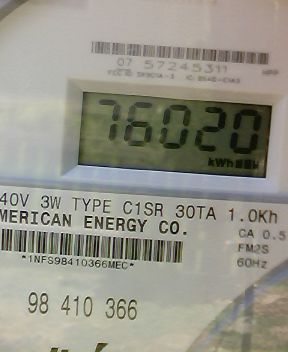 07 57245311
76020
kWh
40V 3W TYPE C1SR 30TA 1.0Kh
MERICAN ENERGY CO.
CA 0.5
FM2S
60Hz
*1NFS98410366MEC*
98 410 366